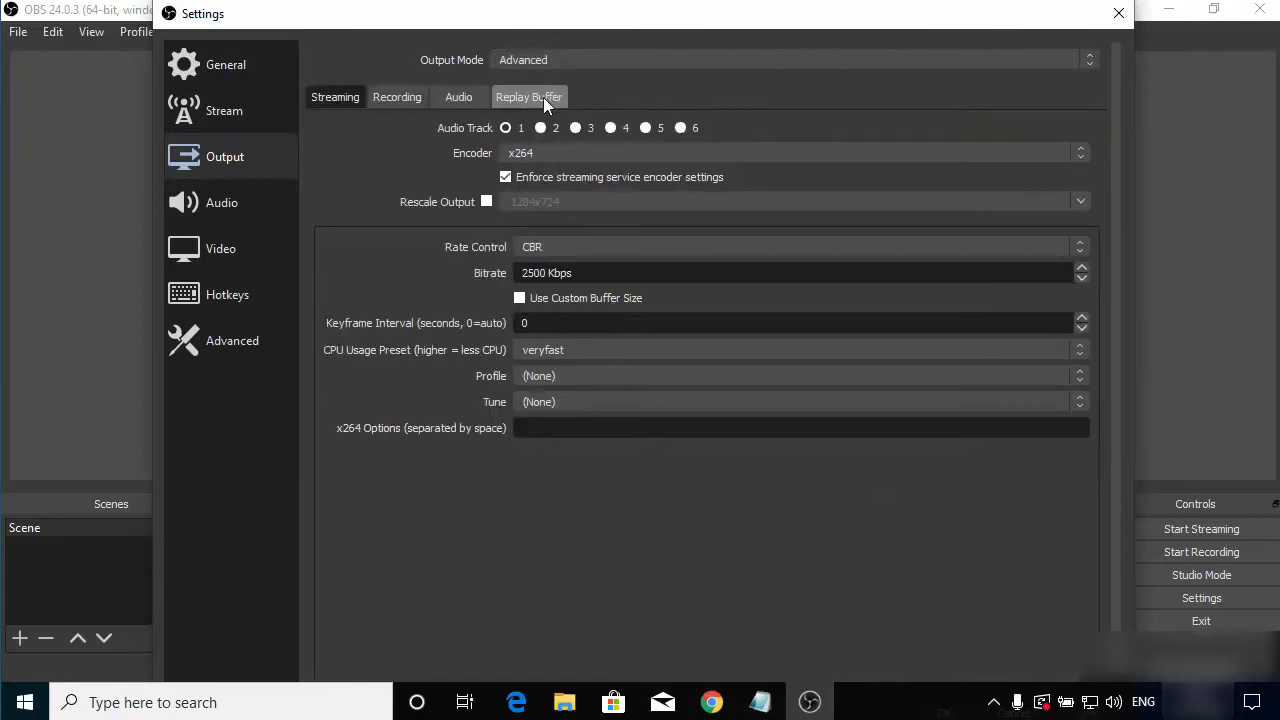 OBS 24.0.3 (64-bit, windo
Settings
File Edit View Profile
General
Stream
Output
Audio
Video
Hotkeys
Advanced
Output Mode Advanced
Streaming Recording Audio Replay Buffer
Audio Track 1 2 3 4 5 6
Encoder x264
Enforce streaming service encoder settings
Rescale Output 1284x724
Rate Control CBR
Bitrate 2500 Kbps
Use Custom Buffer Size
Keyframe Interval (seconds, 0=auto) 0
CPU Usage Preset (higher = less CPU) veryfast
Profile (None)
Tune (None)
x264 Options (separated by space)
Scenes
Scene
Controls
Start Streaming
Start Recording
Studio Mode
Settings
Exit
Type here to search
ENG